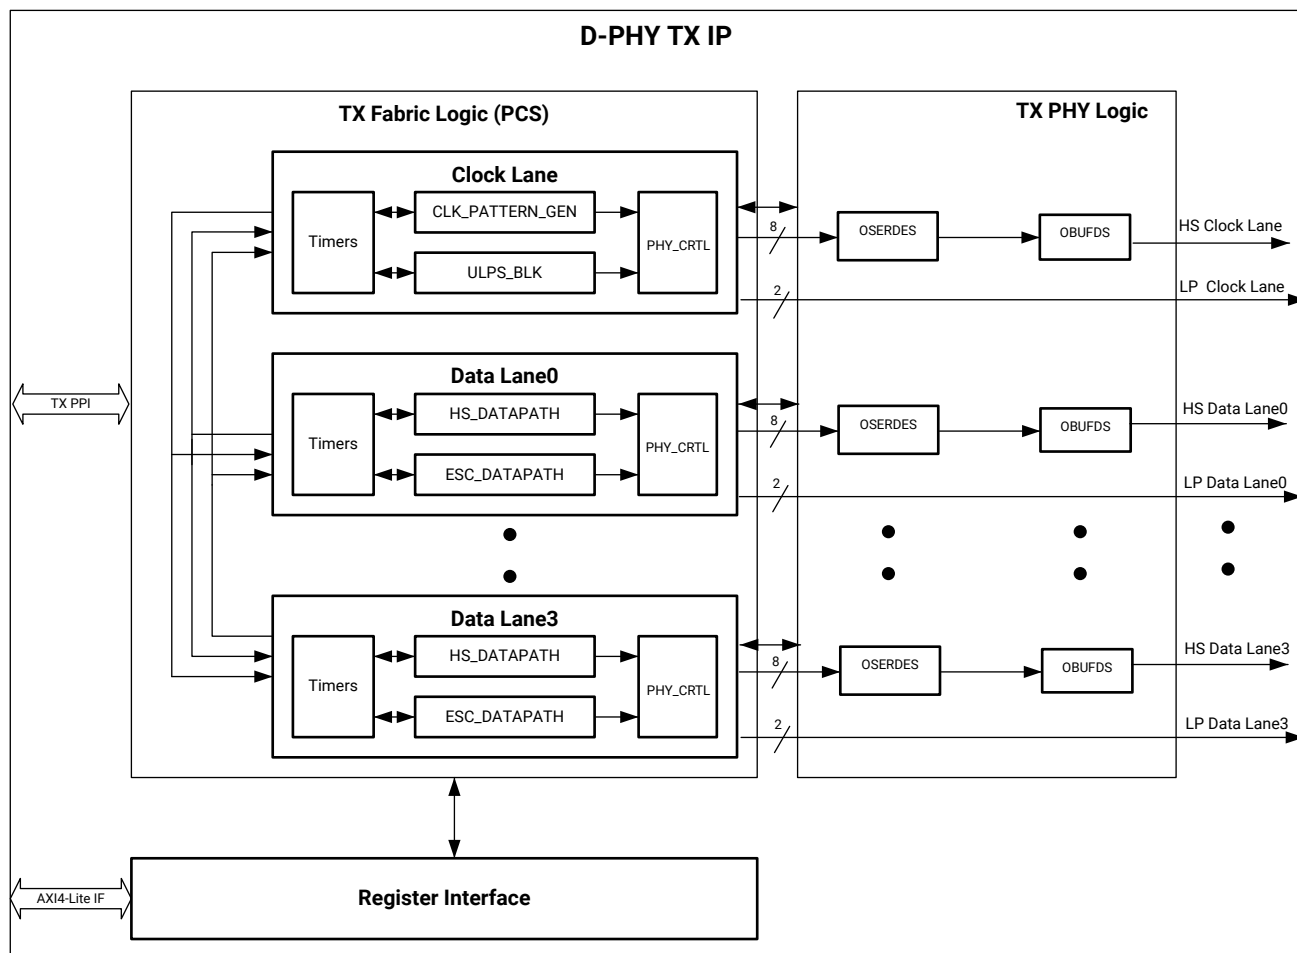 D-PHY TX IP
TX Fabric Logic (PCS)
TX PHY Logic
Clock Lane
Timers
CLK_PATTERN_GEN
ULPS_BLK
PHY_CRTL
8
OSERDES
OBUFDS
HS Clock Lane
2
LP Clock Lane
TX PPI
Data Lane0
Timers
HS_DATAPATH
ESC_DATAPATH
PHY_CRTL
8
OSERDES
OBUFDS
HS Data Lane0
2
LP Data Lane0
Data Lane3
Timers
HS_DATAPATH
ESC_DATAPATH
PHY_CRTL
8
OSERDES
OBUFDS
HS Data Lane3
2
LP Data Lane3
AXI4-Lite IF
Register Interface